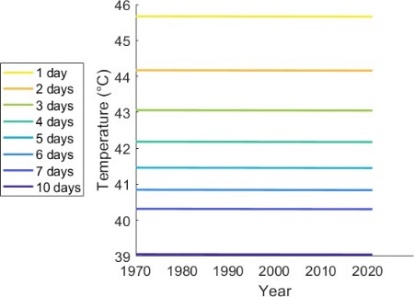 46
45
44
43
42
41
40
39
Temperature (°C)
1 day
2 days
3 days
4 days
5 days
6 days
7 days
10 days
1970 1980 1990 2000 2010 2020
Year